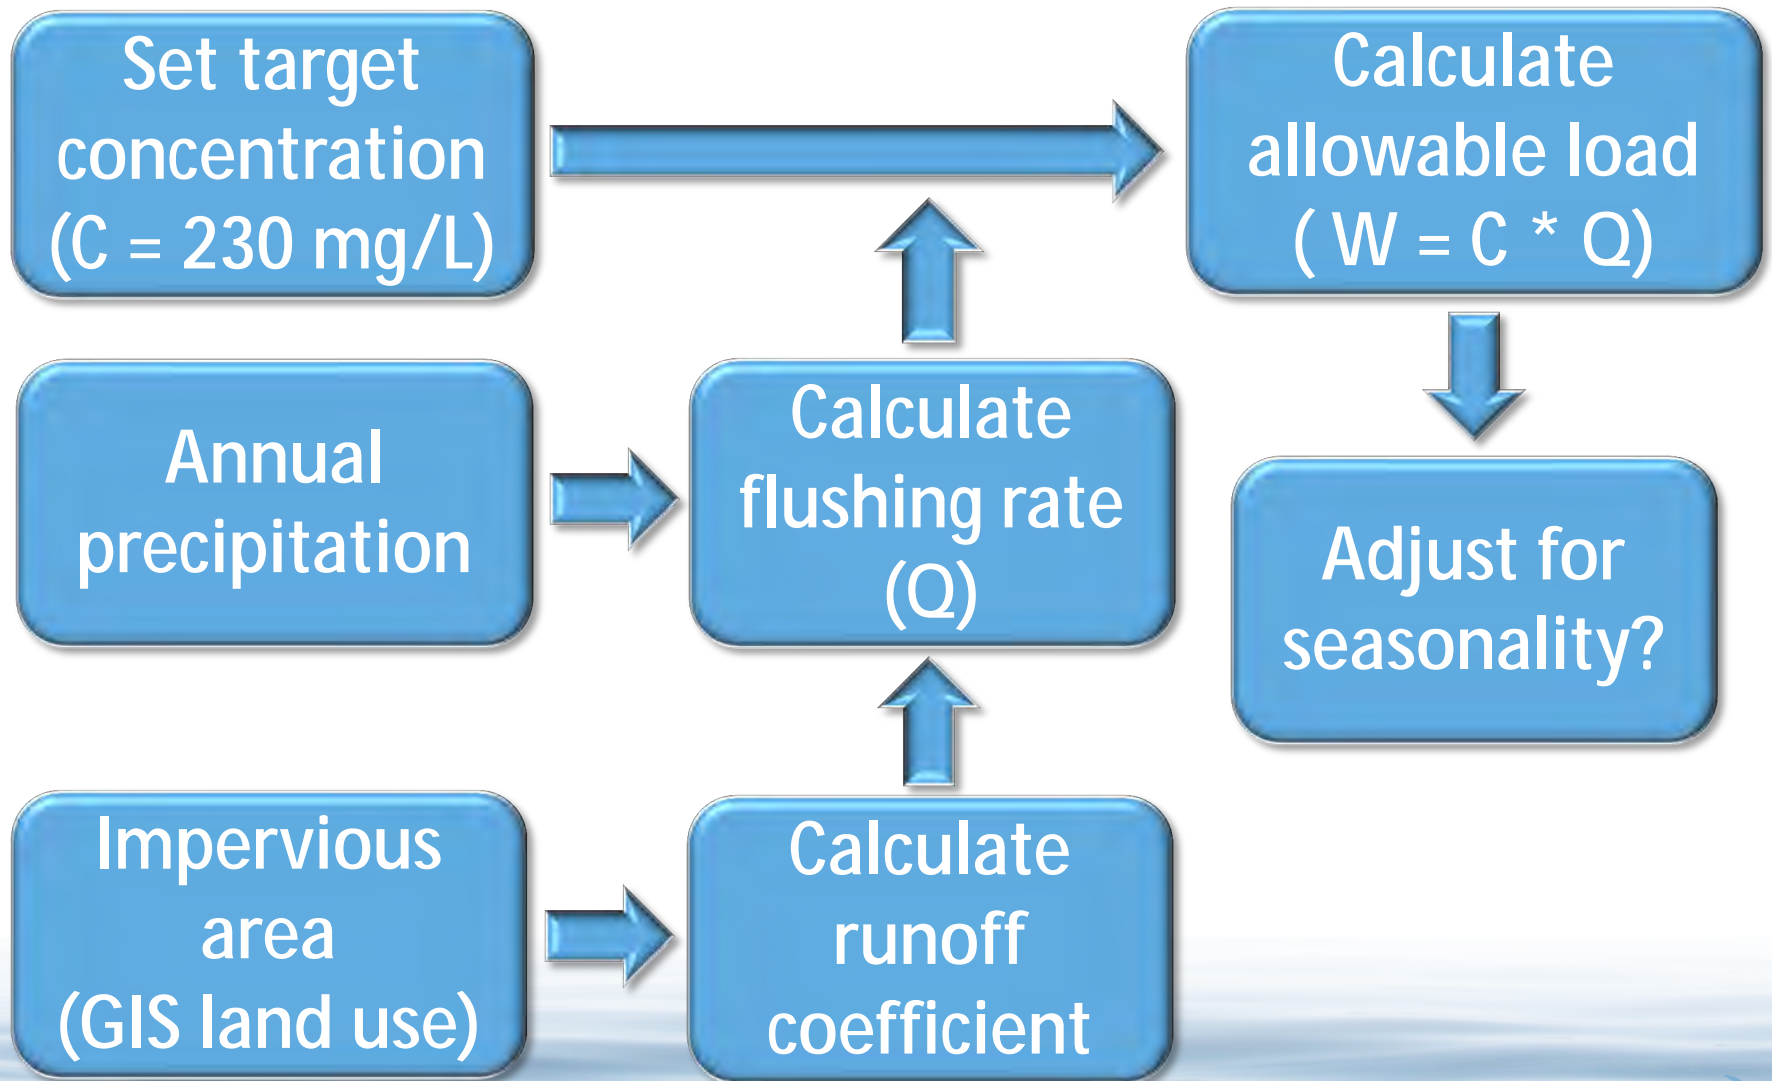 Set target
concentration
(C = 230 mg/L)
Calculate
allowable load
( W = C * Q)
Annual
precipitation
Calculate
flushing rate
(Q)
Adjust for
seasonality?
Impervious
area
(GIS land use)
Calculate
runoff
coefficient